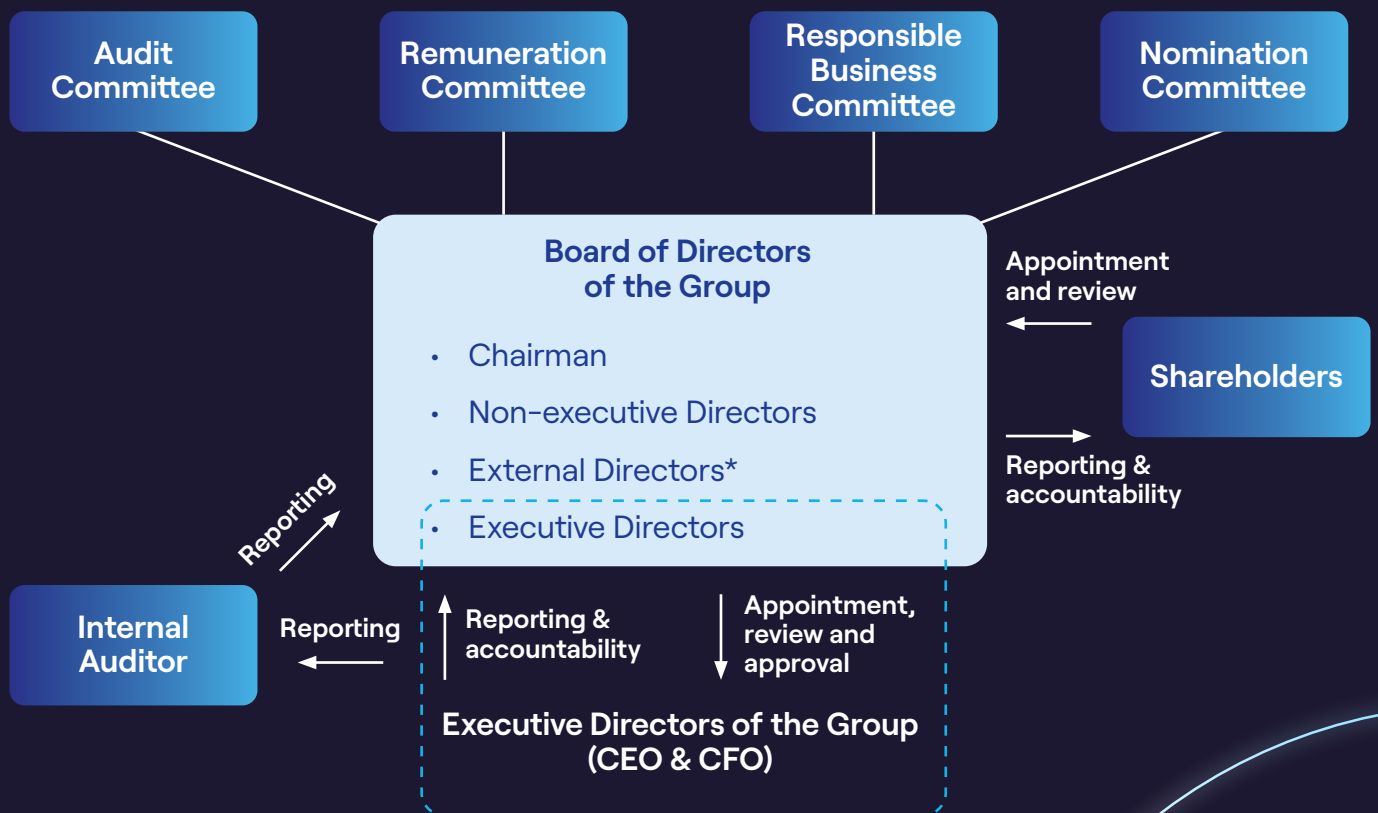 Audit
Committee
Remuneration
Committee
Responsible
Business
Committee
Nomination
Committee
Board of Directors
of the Group
• Chairman
• Non-executive Directors
• External Directors*
• Executive Directors
Appointment
and review
Shareholders
Reporting &
accountability
Reporting
Internal
Auditor
Reporting
Reporting &
accountability
Appointment,
review and
approval
Executive Directors of the Group
(CEO & CFO)